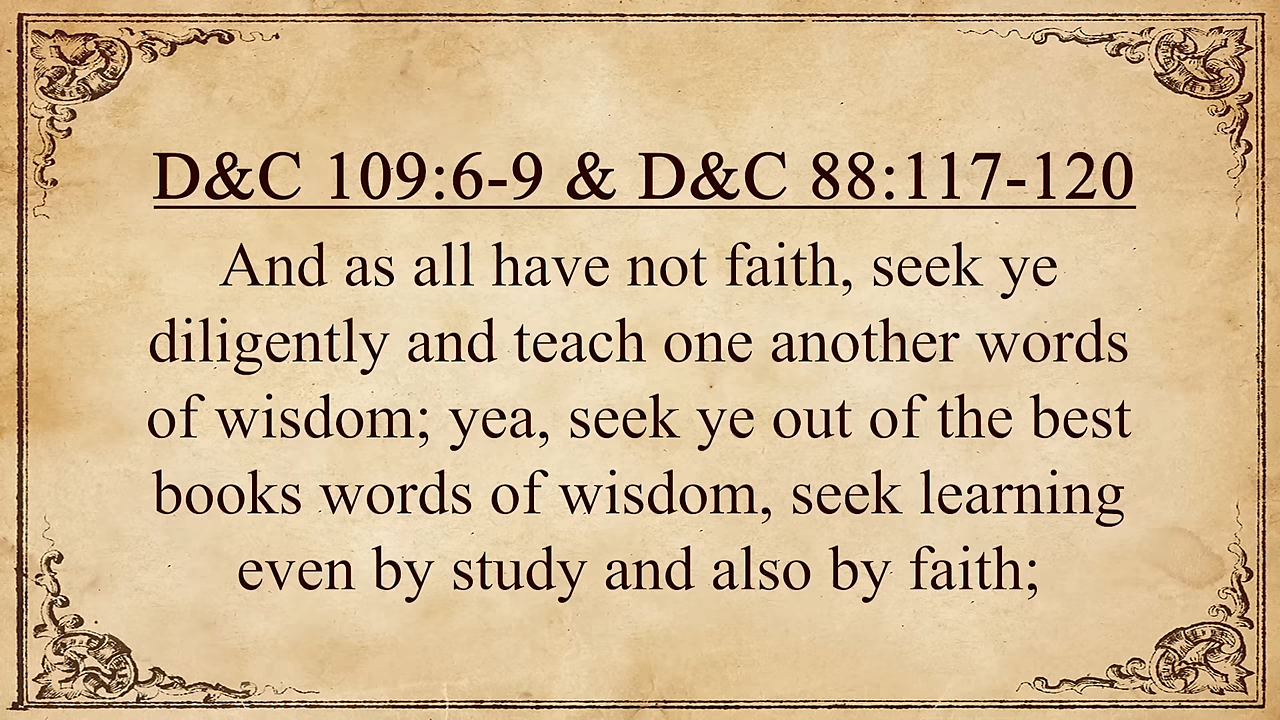 D&C 109:6-9 & D&C 88:117-120
And as all have not faith, seek ye
diligently and teach one another words
of wisdom; yea, seek ye out of the best
books words of wisdom, seek learning
even by study and also by faith;